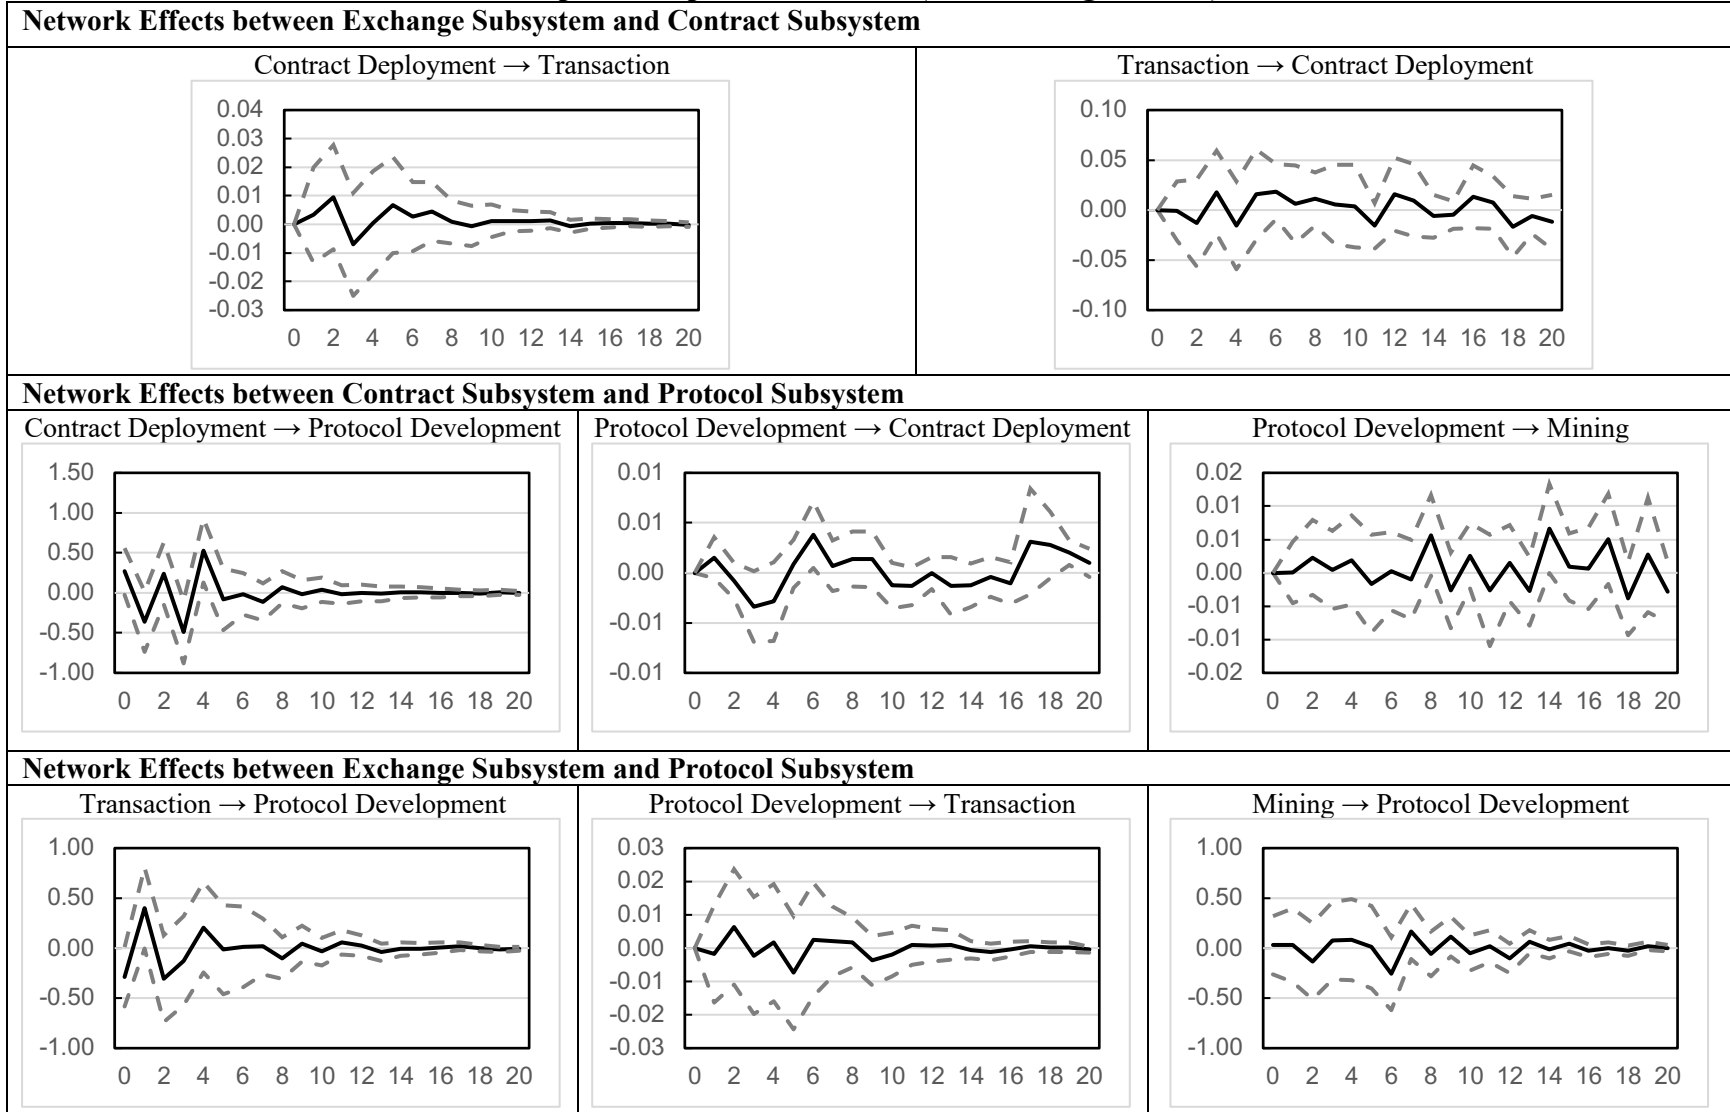 Network Effects between Exchange Subsystem and Contract Subsystem
Contract Deployment → Transaction
0.04
0.03
0.02
0.01
0.00
-0.01
-0.02
-0.03
0 2 4 6 8 10 12 14 16 18 20
Transaction → Contract Deployment
0.10
0.05
0.00
-0.05
-0.10
0 2 4 6 8 10 12 14 16 18 20
Network Effects between Contract Subsystem and Protocol Subsystem
Contract Deployment → Protocol Development
1.50
1.00
0.50
0.00
-0.50
-1.00
0 2 4 6 8 10 12 14 16 18 20
Protocol Development → Contract Deployment
0.01
0.01
0.00
-0.01
-0.01
0 2 4 6 8 10 12 14 16 18 20
Protocol Development → Mining
0.02
0.01
0.01
0.00
-0.01
-0.01
-0.02
0 2 4 6 8 10 12 14 16 18 20
Network Effects between Exchange Subsystem and Protocol Subsystem
Transaction → Protocol Development
1.00
0.50
0.00
-0.50
-1.00
0 2 4 6 8 10 12 14 16 18 20
Protocol Development → Transaction
0.03
0.02
0.01
0.00
-0.01
-0.02
-0.03
0 2 4 6 8 10 12 14 16 18 20
Mining → Protocol Development
1.00
0.50
0.00
-0.50
-1.00
0 2 4 6 8 10 12 14 16 18 20